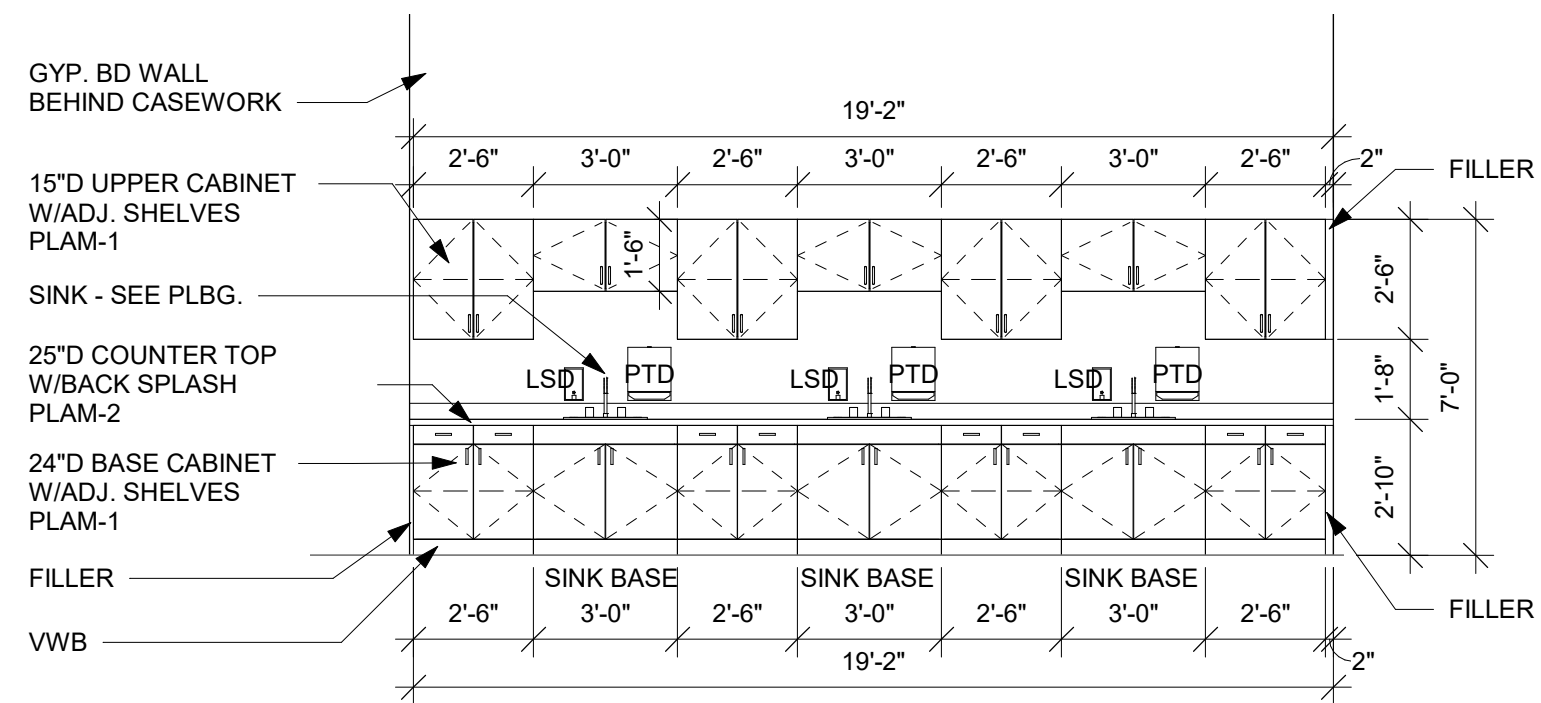 GYP. BD WALL
BEHIND CASEWORK
19'-2"
2'-6" 3'-0" 2'-6" 3'-0" 2'-6" 3'-0" 2'-6" 2"
FILLER
15"D UPPER CABINET
W/ADJ. SHELVES
PLAM-1
1'-6"
2'-6"
SINK - SEE PLBG.
25"D COUNTER TOP
W/BACK SPLASH
PLAM-2
LSD PTD LSD PTD LSD PTD
1'-8"
7'-0"
24"D BASE CABINET
W/ADJ. SHELVES
PLAM-1
2'-10"
FILLER
SINK BASE SINK BASE SINK BASE
2'-6" 3'-0" 2'-6" 3'-0" 2'-6" 3'-0" 2'-6"
FILLER
VWB
19'-2"
2"